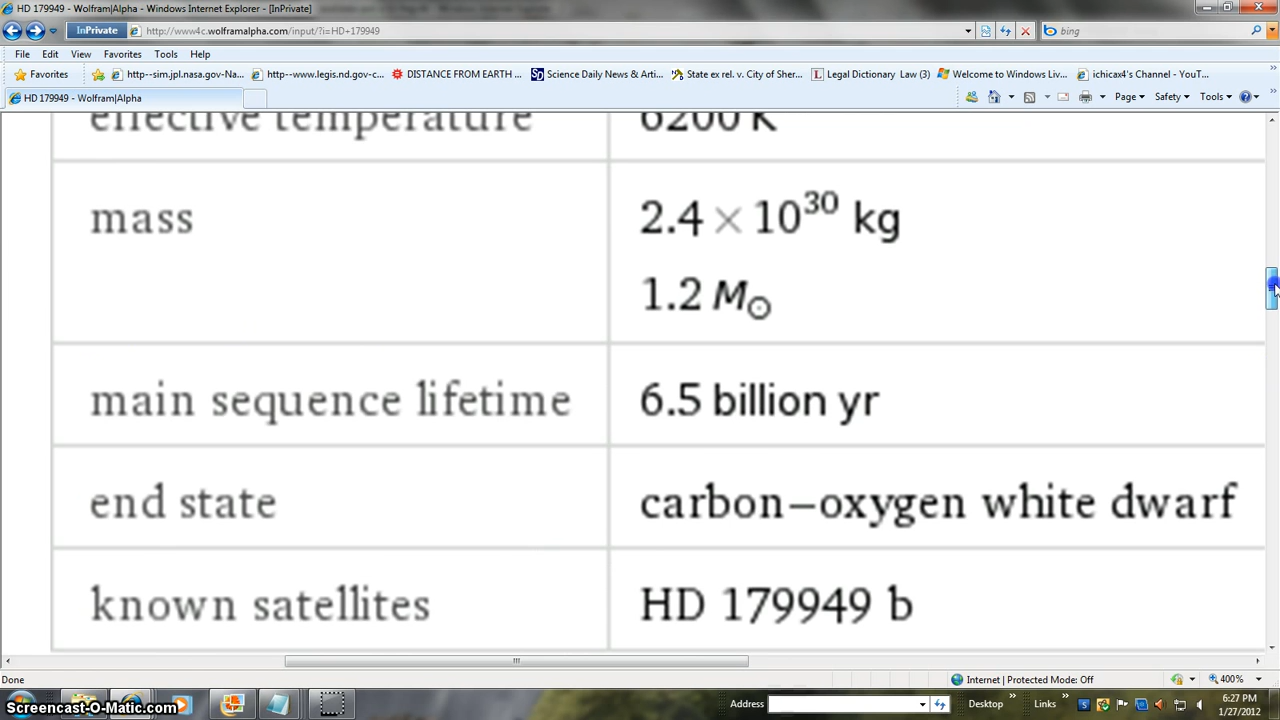 HD 179949 - Wolfram|Alpha - Windows Internet Explorer - [InPrivate]
InPrivate http://www4c.wolframalpha.com/input/?i=HD+179949 bing
File Edit View Favorites Tools Help
Favorites http--sim.jpl.nasa.gov-Na... http--www.legis.nd.gov-c... DISTANCE FROM EARTH ... Science Daily News & Arti... State ex rel. v. City of Sher... Legal Dictionary Law (3) Welcome to Windows Liv... ichicax4's Channel - YouT...
HD 179949 - Wolfram|Alpha Page Safety Tools
effective temperature 6200 K
mass 2.4 × 10³⁰ kg
1.2 M☉
main sequence lifetime 6.5 billion yr
end state carbon–oxygen white dwarf
known satellites HD 179949 b
Done Internet | Protected Mode: Off 400%
Screencast-O-Matic.com Address Desktop Links 6:27 PM
1/27/2012